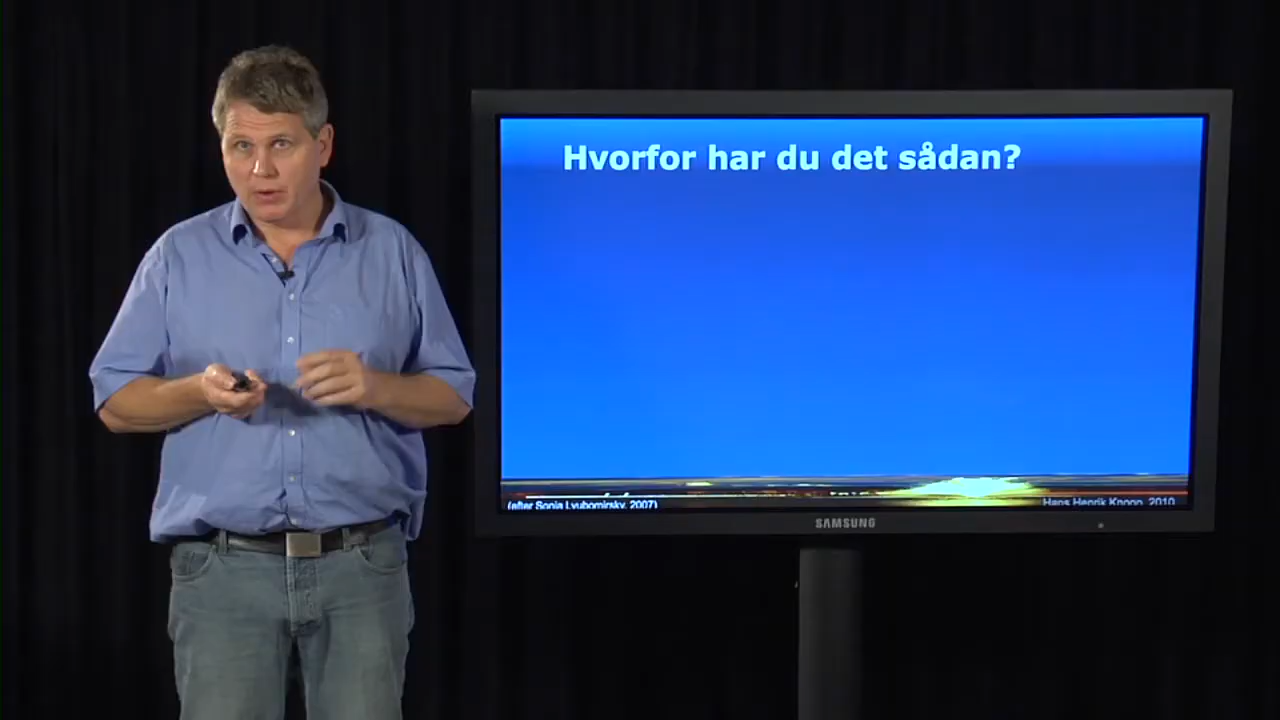 Hvorfor har du det sådan?
(efter Sonja Lyubomirsky, 2007)
Hans Henrik Knoop, 2010
SAMSUNG